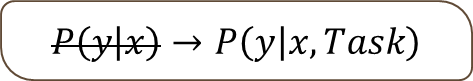 P(y|x) → P(y|x, Task)